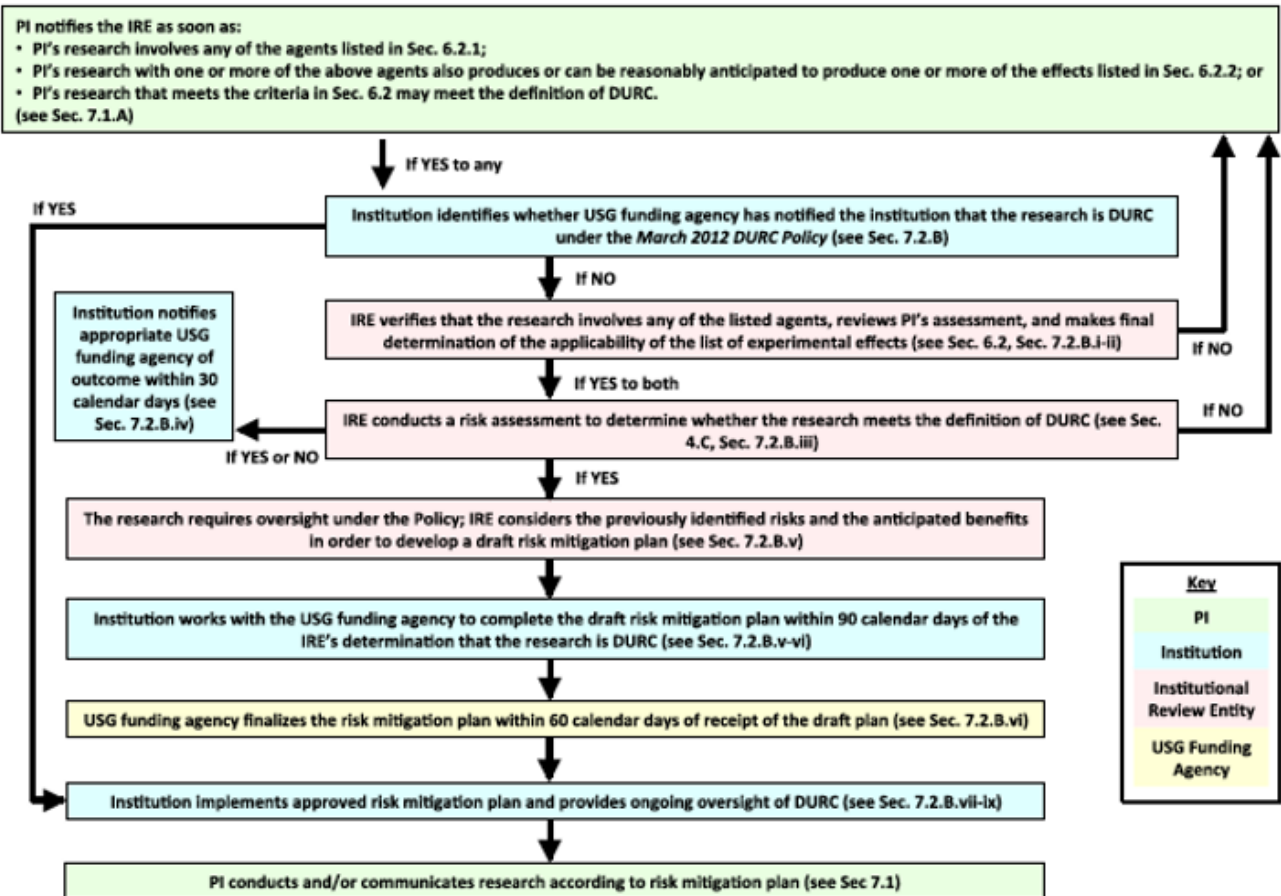 PI notifies the IRE as soon as:
• PI's research involves any of the agents listed in Sec. 6.2.1;
• PI's research with one or more of the above agents also produces or can be reasonably anticipated to produce one or more of the effects listed in Sec. 6.2.2; or
• PI's research that meets the criteria in Sec. 6.2 may meet the definition of DURC.
(see Sec. 7.1.A)
If YES to any
If YES
Institution identifies whether USG funding agency has notified the institution that the research is DURC
under the March 2012 DURC Policy (see Sec. 7.2.B)
If NO
Institution notifies
appropriate USG
funding agency of
outcome within 30
calendar days (see
Sec. 7.2.B.iv)
IRE verifies that the research involves any of the listed agents, reviews PI's assessment, and makes final
determination of the applicability of the list of experimental effects (see Sec. 6.2, Sec. 7.2.B.i-ii)
If NO
If YES to both
IRE conducts a risk assessment to determine whether the research meets the definition of DURC (see Sec.
4.C, Sec. 7.2.B.iii)
If NO
If YES or NO
If YES
The research requires oversight under the Policy; IRE considers the previously identified risks and the anticipated benefits
in order to develop a draft risk mitigation plan (see Sec. 7.2.B.v)
Institution works with the USG funding agency to complete the draft risk mitigation plan within 90 calendar days of the
IRE's determination that the research is DURC (see Sec. 7.2.B.v-vi)
USG funding agency finalizes the risk mitigation plan within 60 calendar days of receipt of the draft plan (see Sec. 7.2.B.vi)
Institution implements approved risk mitigation plan and provides ongoing oversight of DURC (see Sec. 7.2.B.vii-ix)
PI conducts and/or communicates research according to risk mitigation plan (see Sec 7.1)
Key
PI
Institution
Institutional
Review Entity
USG Funding
Agency